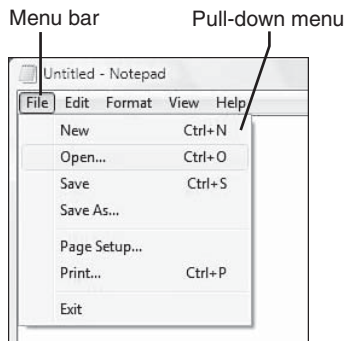 Menu bar Pull-down menu
Untitled - Notepad
File Edit Format View Help
New Ctrl+N
Open... Ctrl+O
Save Ctrl+S
Save As...
Page Setup...
Print... Ctrl+P
Exit